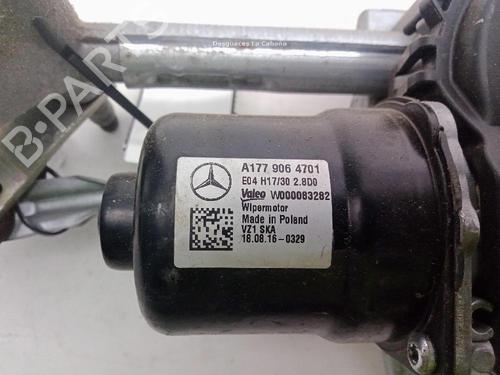 Desguaces La Cabaña
B-PARTS
A177 906 4701
E04 H17/30 2.8D0
Valeo W000083282
Wipermotor
Made in Poland
VZ1 SKA
18.08.16-0329